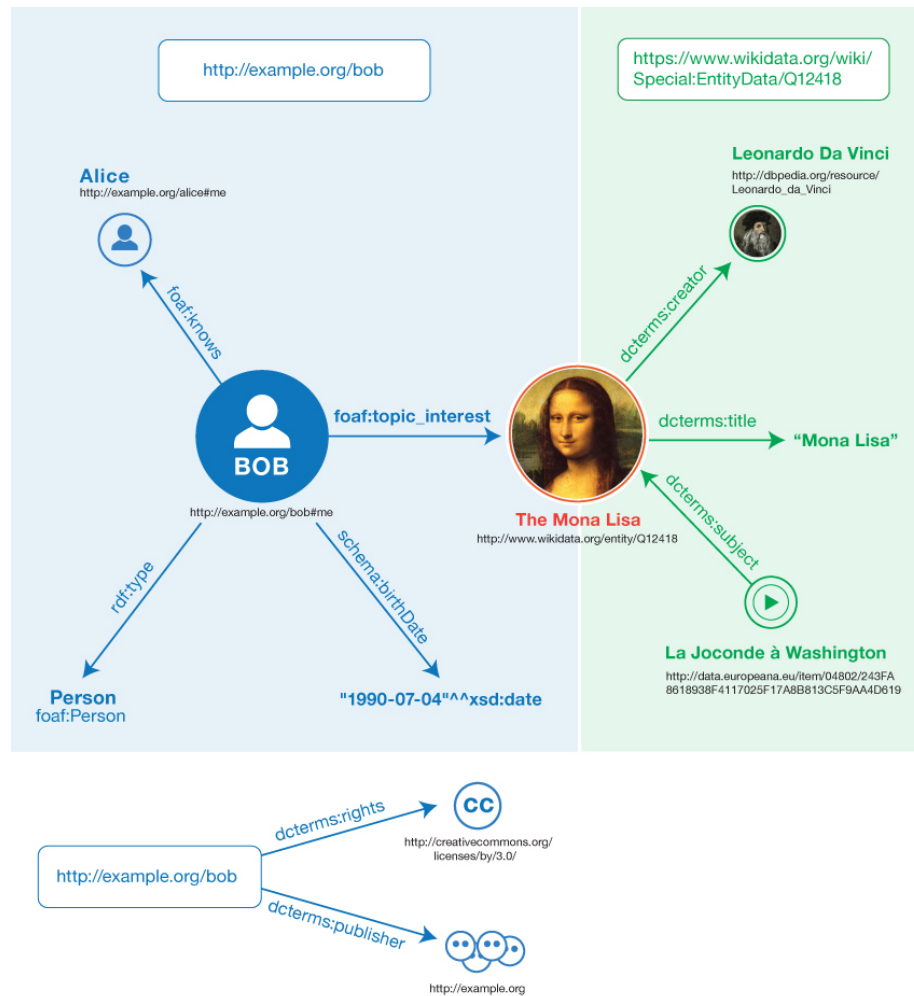 http://example.org/bob
https://www.wikidata.org/wiki/
Special:EntityData/Q12418
Alice
http://example.org/alice#me
Leonardo Da Vinci
http://dbpedia.org/resource/
Leonardo_da_Vinci
foaf:knows
dcterms:creator
foaf:topic_interest
BOB
http://example.org/bob#me
dcterms:title
“Mona Lisa”
The Mona Lisa
http://www.wikidata.org/entity/Q12418
dcterms:subject
rdf:type
schema:birthDate
La Joconde à Washington
http://data.europeana.eu/item/04802/243FA
8618938F4117025F17A8B813C5F9AA4D619
Person
foaf:Person
"1990-07-04"^^xsd:date
dcterms:rights
CC
http://creativecommons.org/
licenses/by/3.0/
http://example.org/bob
dcterms:publisher
http://example.org